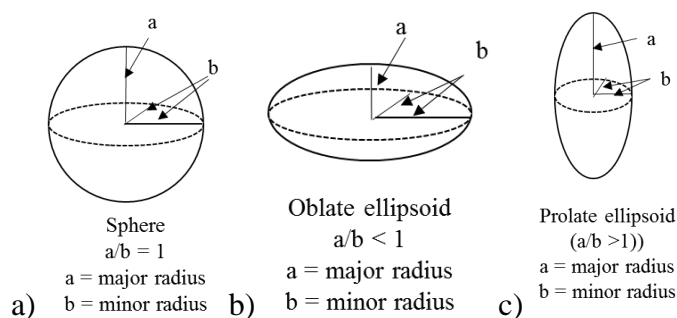 a
b
Sphere
a/b = 1
a = major radius
b = minor radius
a)
a
b
Oblate ellipsoid
a/b < 1
a = major radius
b = minor radius
b)
a
b
Prolate ellipsoid
(a/b >1))
a = major radius
b = minor radius
c)